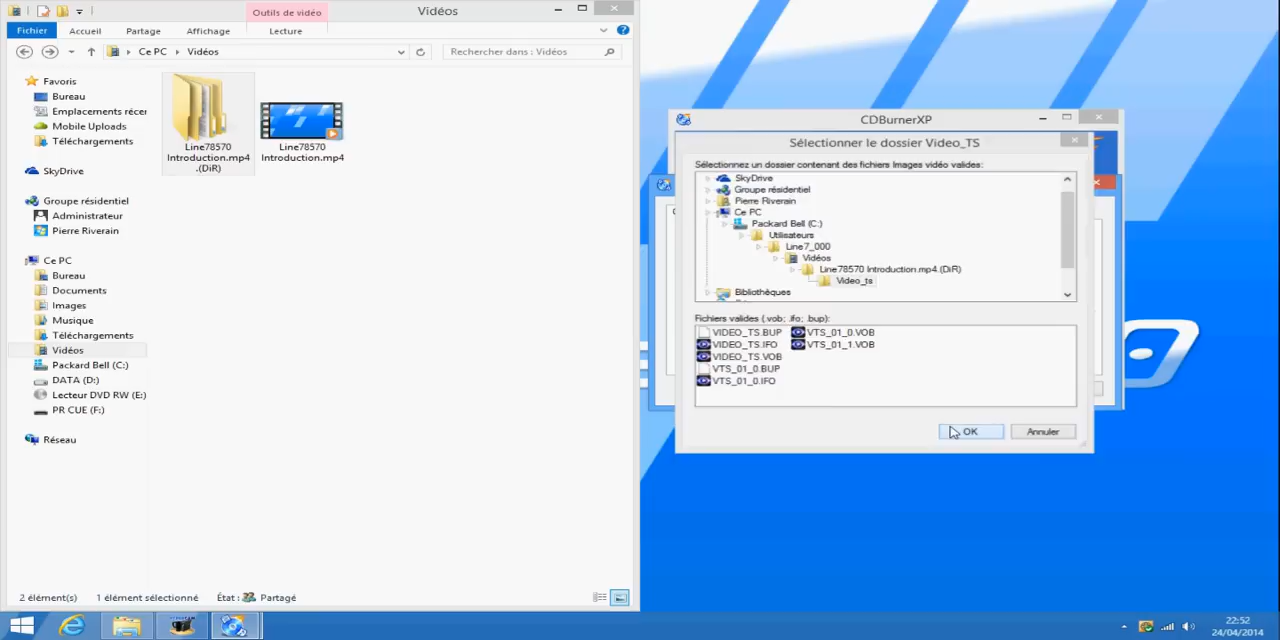 Outils de vidéo
Vidéos
Fichier
Accueil
Partage
Affichage
Lecture
Ce PC
Vidéos
Rechercher dans : Vidéos
Favoris
Bureau
Emplacements récer
Mobile Uploads
Téléchargements
SkyDrive
Groupe résidentiel
Administrateur
Pierre Riverain
Ce PC
Bureau
Documents
Images
Musique
Téléchargements
Vidéos
Packard Bell (C:)
DATA (D:)
Lecteur DVD RW (E:)
PR CUE (F:)
Réseau
Line78570
Introduction.mp4
.(DiR)
Line78570
Introduction.mp4
2 élément(s)
1 élément sélectionné
État :
Partagé
CDBurnerXP
Sélectionner le dossier Video_TS
Sélectionnez un dossier contenant des fichiers Images vidéo valides:
SkyDrive
Groupe résidentiel
Pierre Riverain
Ce PC
Packard Bell (C:)
Utilisateurs
Line7_000
Vidéos
Line78570 Introduction.mp4.(DiR)
Video_ts
Bibliothèques
Fichiers valides (.vob; .ifo; .bup):
VIDEO_TS.BUP
VIDEO_TS.IFO
VIDEO_TS.VOB
VTS_01_0.BUP
VTS_01_0.IFO
VTS_01_0.VOB
VTS_01_1.VOB
OK
Annuler
22:52
24/04/2014